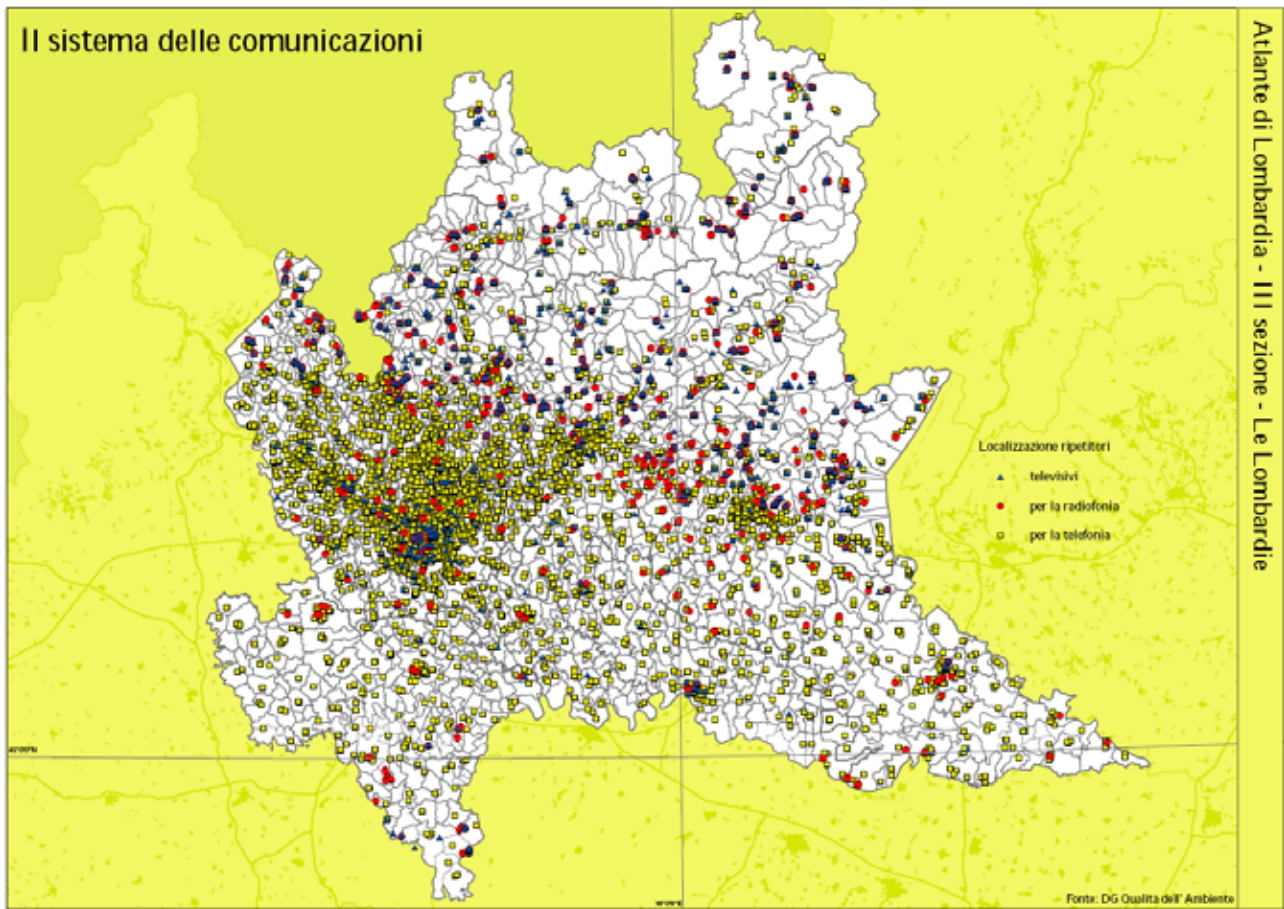 Il sistema delle comunicazioni
Atlante di Lombardia - III sezione - Le Lombardie
Localizzazione ripetitori
televisivi
per la radiofonia
per la telefonia
Fonte: DG Qualita dell' Ambiente